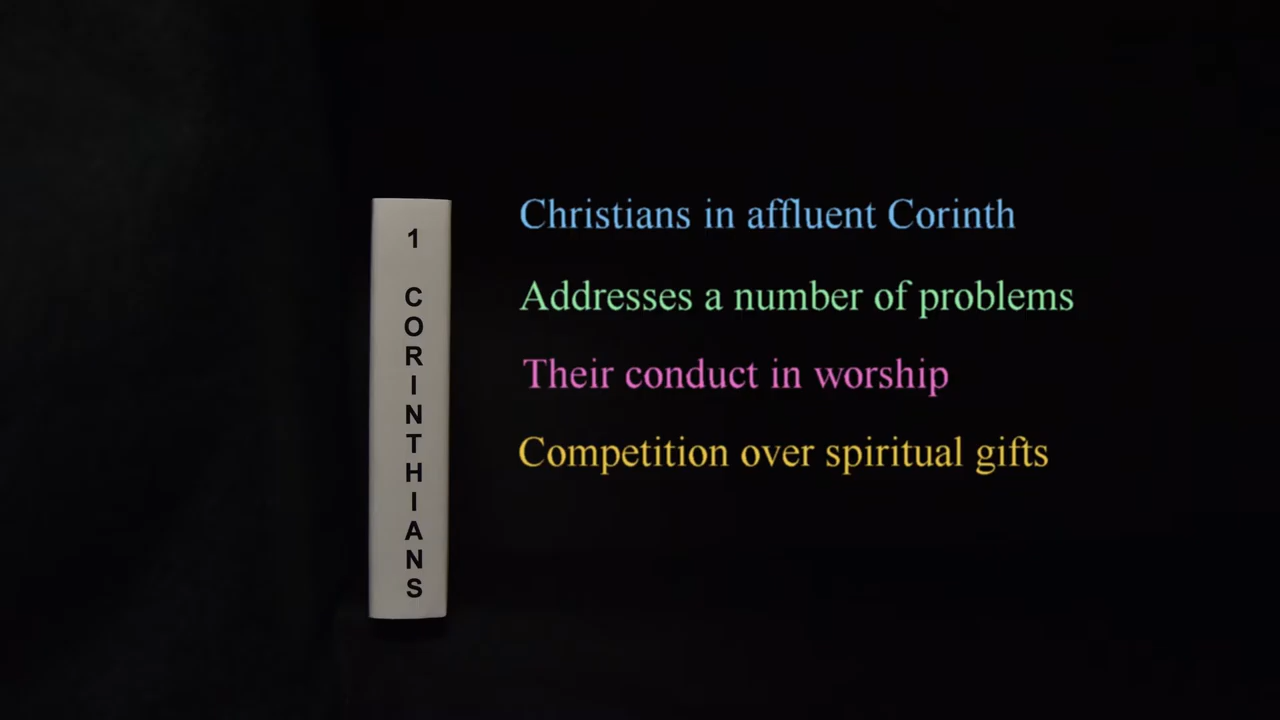 1 CORINTHIANS
Christians in affluent Corinth
Addresses a number of problems
Their conduct in worship
Competition over spiritual gifts